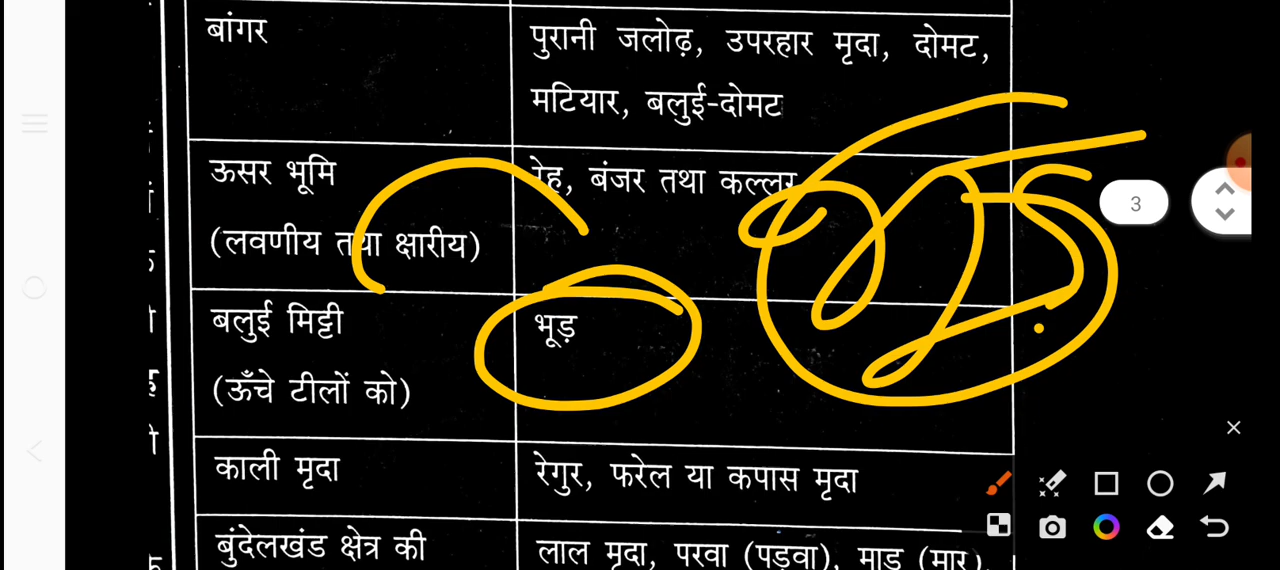 बांगर
पुरानी जलोढ़, उपरहार मृदा, दोमट,
मटियार, बलुई-दोमट
ऊसर भूमि
(लवणीय तथा क्षारीय)
रेह, बंजर तथा कल्लर
बलुई मिट्टी
(ऊँचे टीलों को)
भूड़
काली मृदा
रेगुर, फरेल या कपास मृदा
बुंदेलखंड क्षेत्र की
लाल मृदा, परवा (पड़वा), माड़ (मार),
3